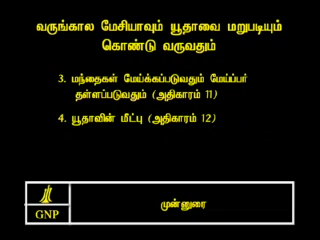 வருங்கால மேசியாவும் யூதாவை மறுபடியும்
கொண்டு வருவதும்
3. மந்தைகள் மேய்க்கப்படுவதும் மேய்ப்பர்
தள்ளப்படுவதும் (அதிகாரம் 11)
4. யூதாவின் மீட்பு (அதிகாரம் 12)
GNP
முன்னுரை